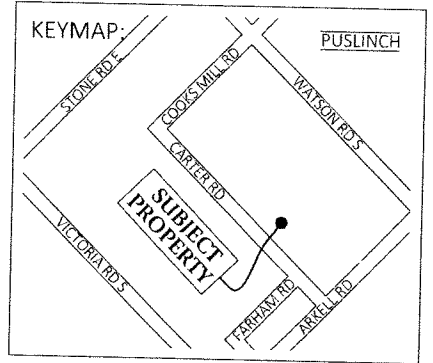 KEYMAP:
PUSLINCH
STONE RD E
COOKS MILL RD
WATSON RD S
CARTER RD
SUBJECT
PROPERTY
VICTORIA RD S
FARHAM RD
ARKELL RD